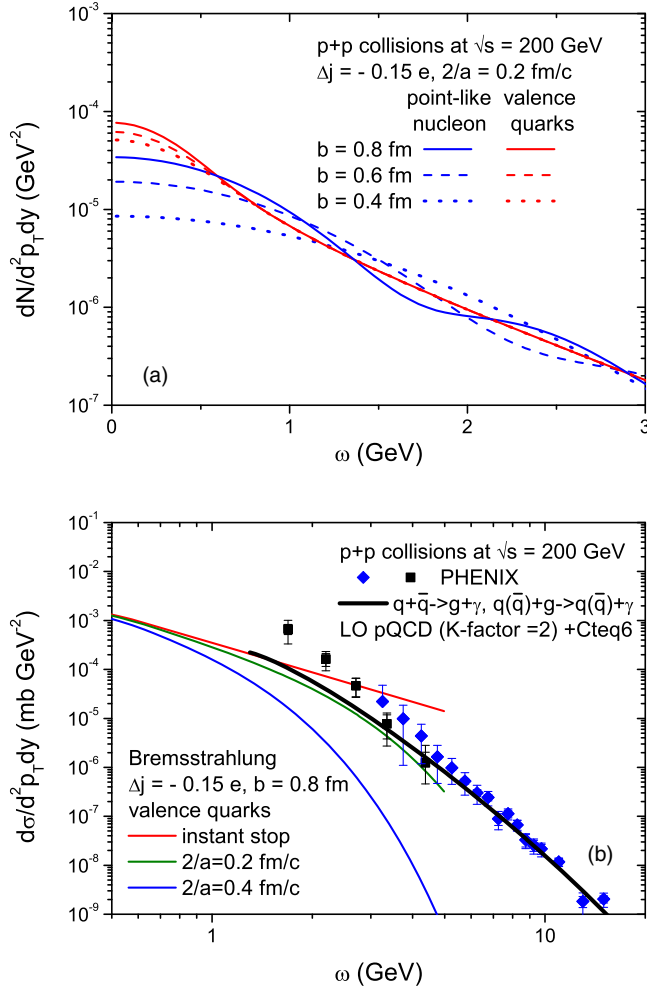 10⁻³
10⁻⁴
10⁻⁵
10⁻⁶
10⁻⁷
dN/d²p_T dy (GeV⁻²)
p+p collisions at √s = 200 GeV
Δj = - 0.15 e, 2/a = 0.2 fm/c
point-like valence
nucleon quarks
b = 0.8 fm
b = 0.6 fm
b = 0.4 fm
(a)
0 1 2 3
ω (GeV)
10⁻¹
10⁻²
10⁻³
10⁻⁴
10⁻⁵
10⁻⁶
10⁻⁷
10⁻⁸
10⁻⁹
dσ/d²p_T dy (mb GeV⁻²)
p+p collisions at √s = 200 GeV
PHENIX
q+q̄->g+γ, q(q̄)+g->q(q̄)+γ
LO pQCD (K-factor =2) +Cteq6
Bremsstrahlung
Δj = - 0.15 e, b = 0.8 fm
valence quarks
instant stop
2/a=0.2 fm/c
2/a=0.4 fm/c
(b)
1 10
ω (GeV)